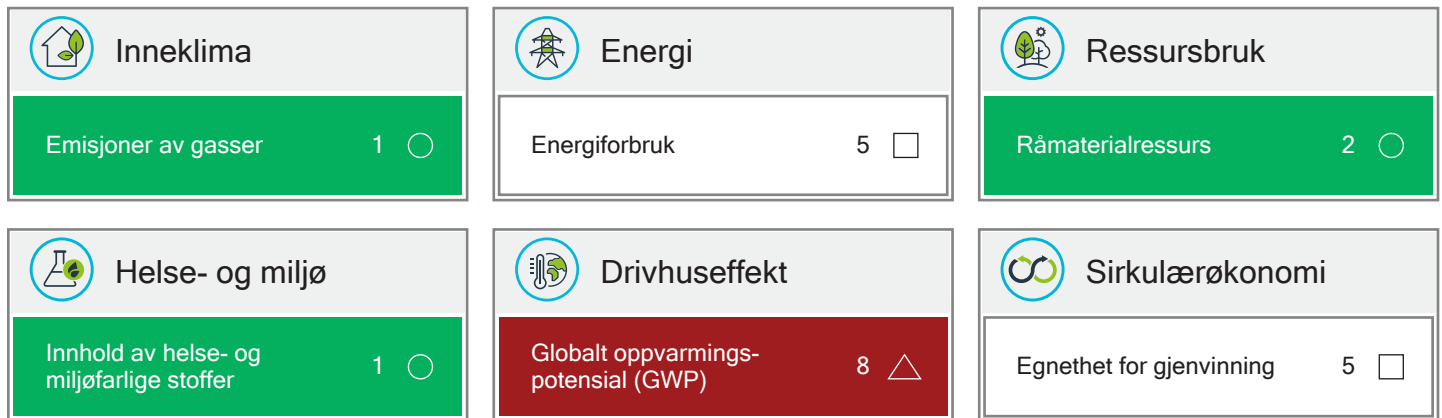 Inneklima
Emisjoner av gasser 1
Energi
Energiforbruk 5
Ressursbruk
Råmaterialressurs 2
Helse- og miljø
Innhold av helse- og
miljøfarlige stoffer 1
Drivhuseffekt
Globalt oppvarmings-
potensial (GWP) 8
Sirkulærøkonomi
Egnethet for gjenvinning 5